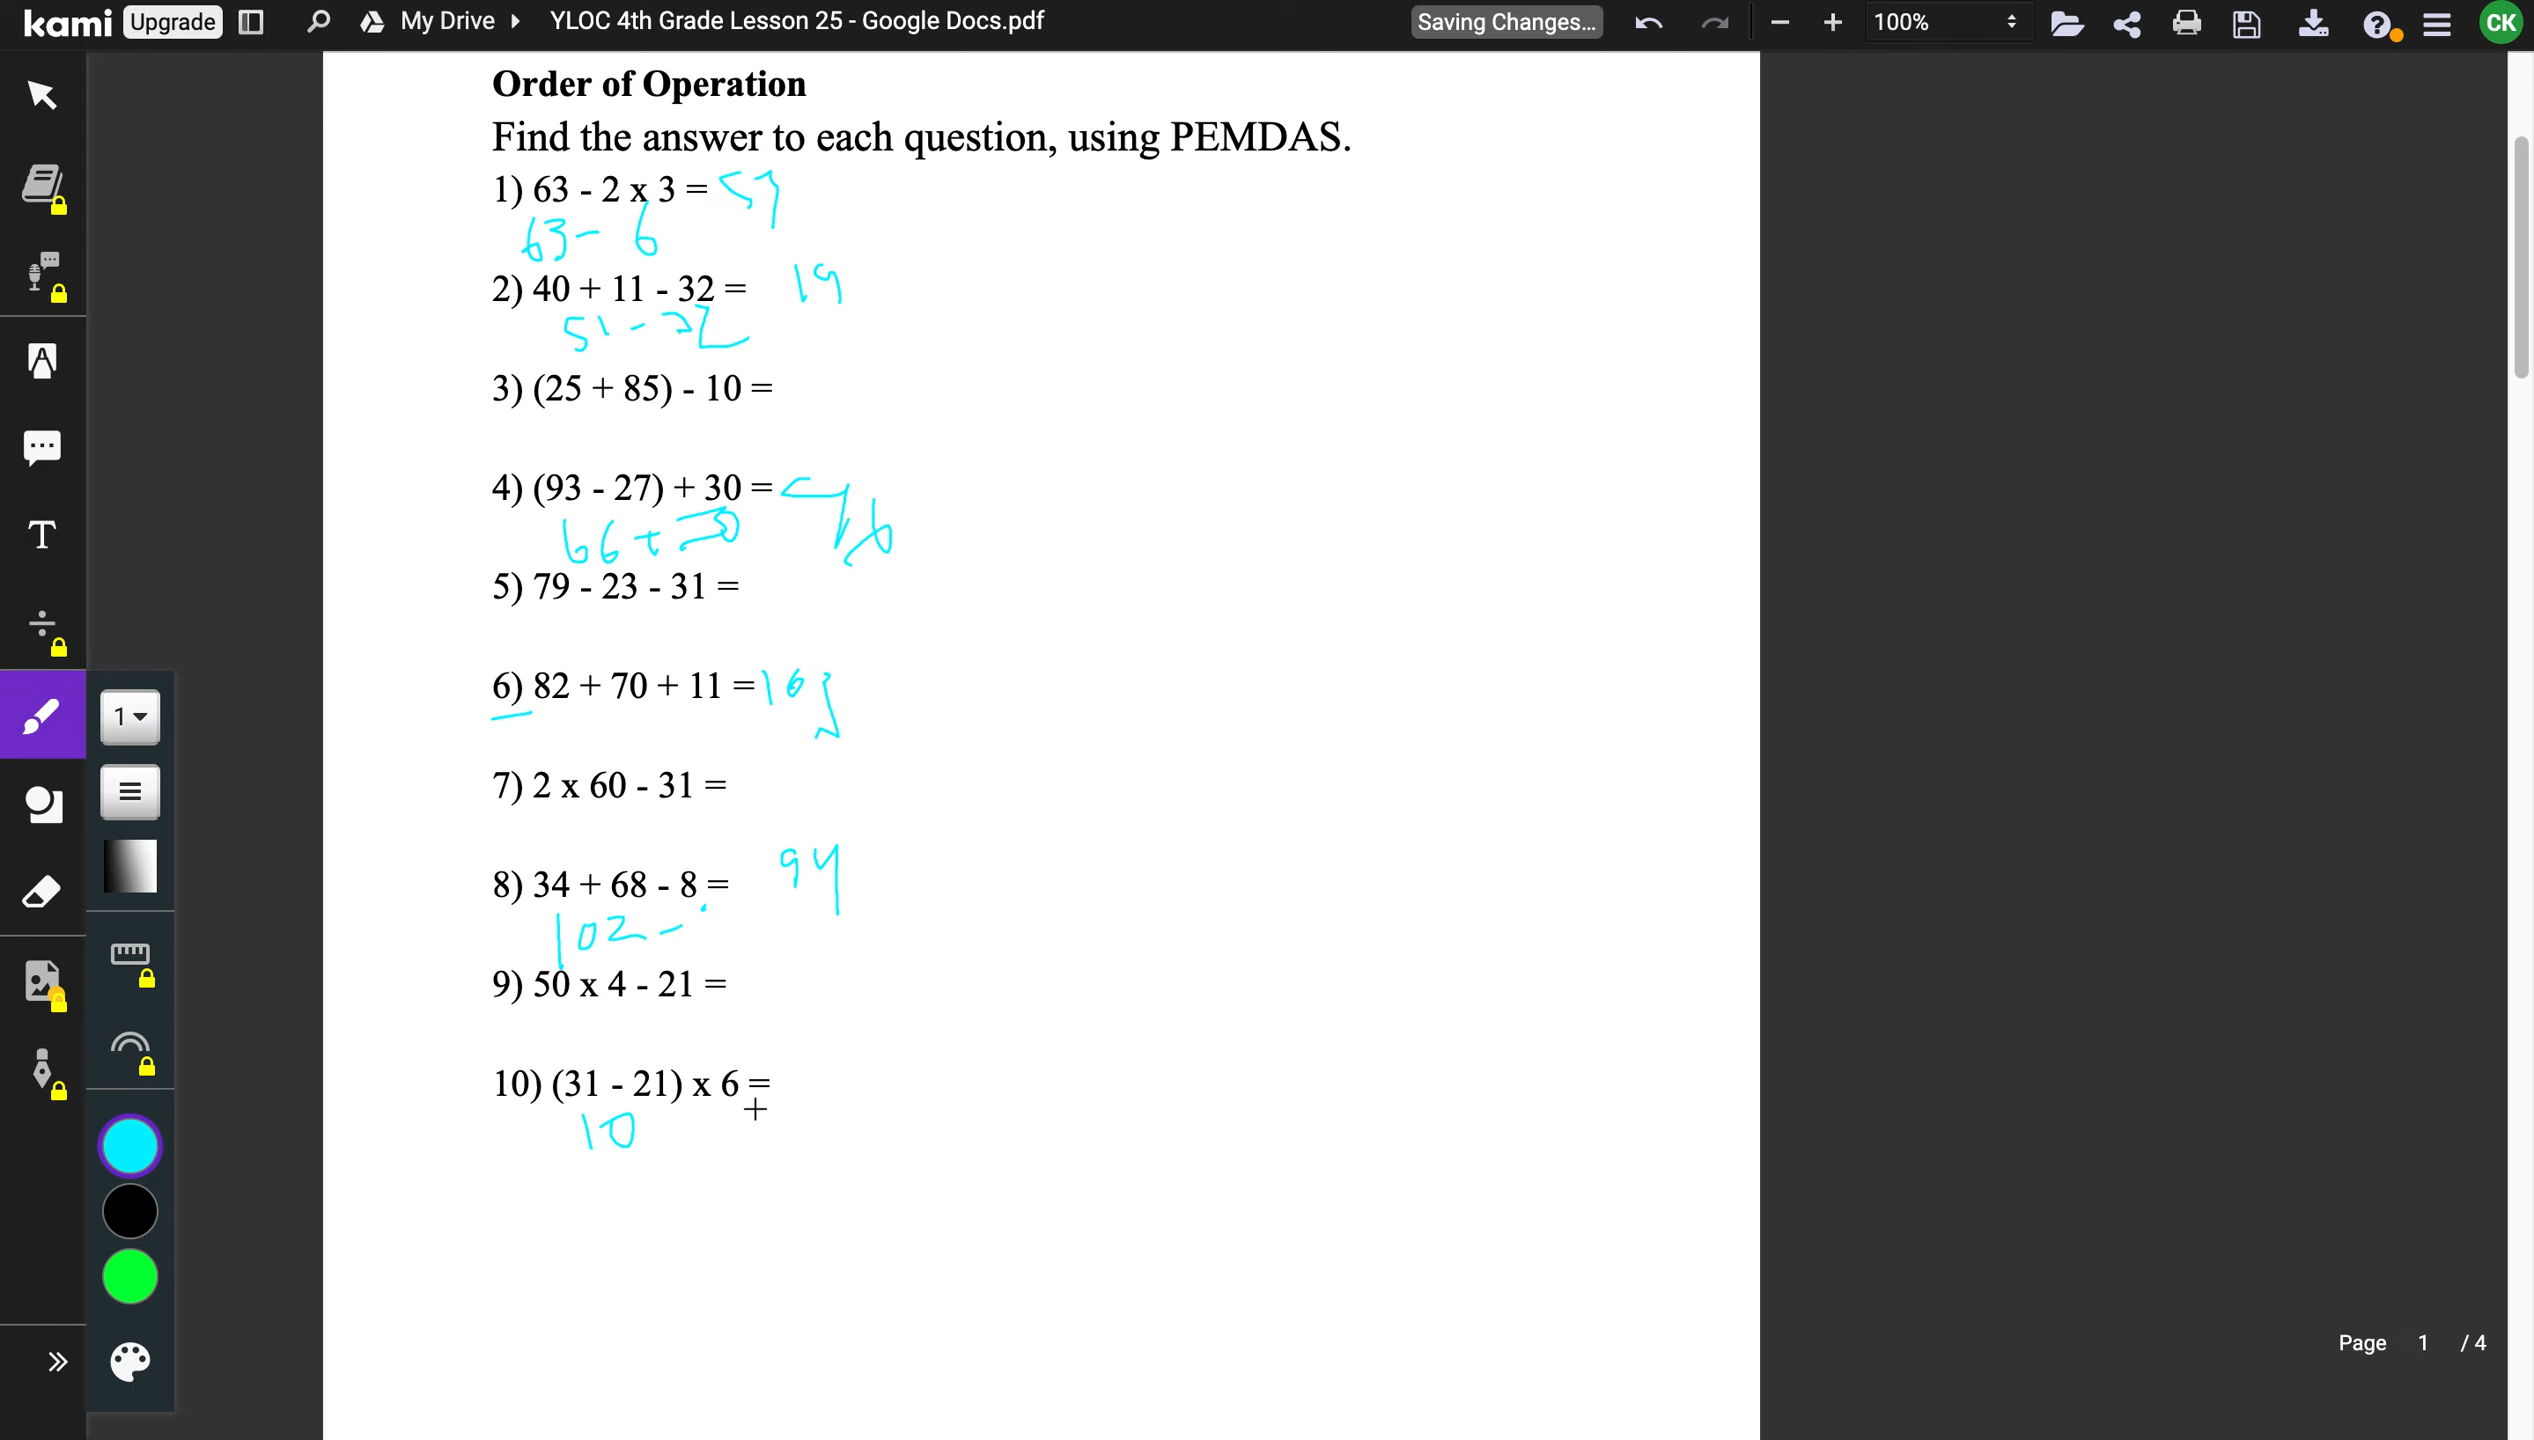 kami Upgrade My Drive YLOC 4th Grade Lesson 25 - Google Docs.pdf Saving Changes... 100% CK
Order of Operation
Find the answer to each question, using PEMDAS.
1) 63 - 2 x 3 = 57
63 - 6
2) 40 + 11 - 32 = 19
51 - 32
3) (25 + 85) - 10 =
4) (93 - 27) + 30 =
66 + 30
5) 79 - 23 - 31 =
6) 82 + 70 + 11 = 163
7) 2 x 60 - 31 =
8) 34 + 68 - 8 = 94
102 -
9) 50 x 4 - 21 =
10) (31 - 21) x 6 =
10
T
1
Page 1 / 4